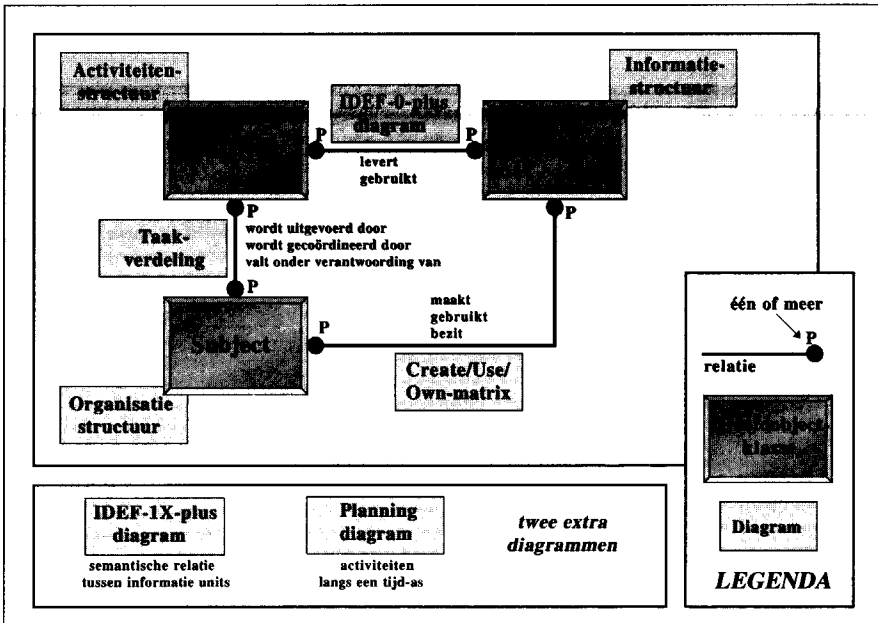 Activiteiten-
structuur
IDEF-0-plus
diagram
Informatie-
structuur
P
P
levert
gebruikt
P
P
Taak-
verdeling
wordt uitgevoerd door
wordt gecoördineerd door
valt onder verantwoording van
P
Subject
P
maakt
gebruikt
bezit
Create/Use/
Own-matrix
Organisatie
structuur
één of meer
P
relatie
klasse
Diagram
LEGENDA
IDEF-1X-plus
diagram
semantische relatie
tussen informatie units
Planning
diagram
activiteiten
langs een tijd-as
twee extra
diagrammen